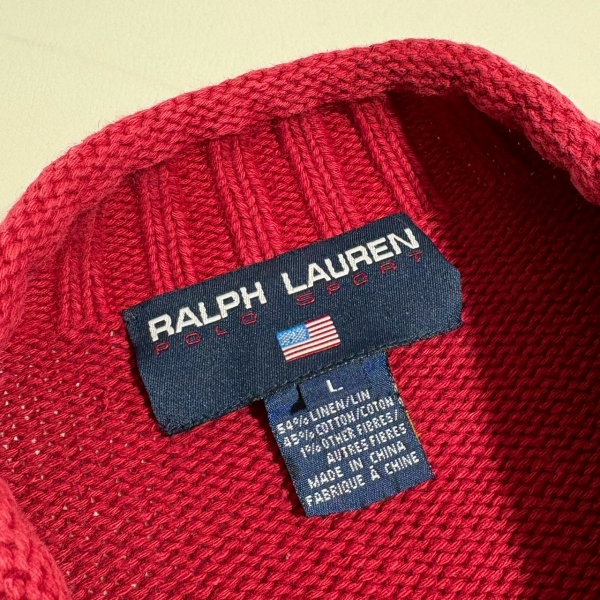 RALPH LAUREN
POLO SPORT
L
54% LINEN/LIN
45% COTTON/COTON
1% OTHER FIBRES/
AUTRES FIBRES
MADE IN CHINA
FABRIQUÉ À CHINE